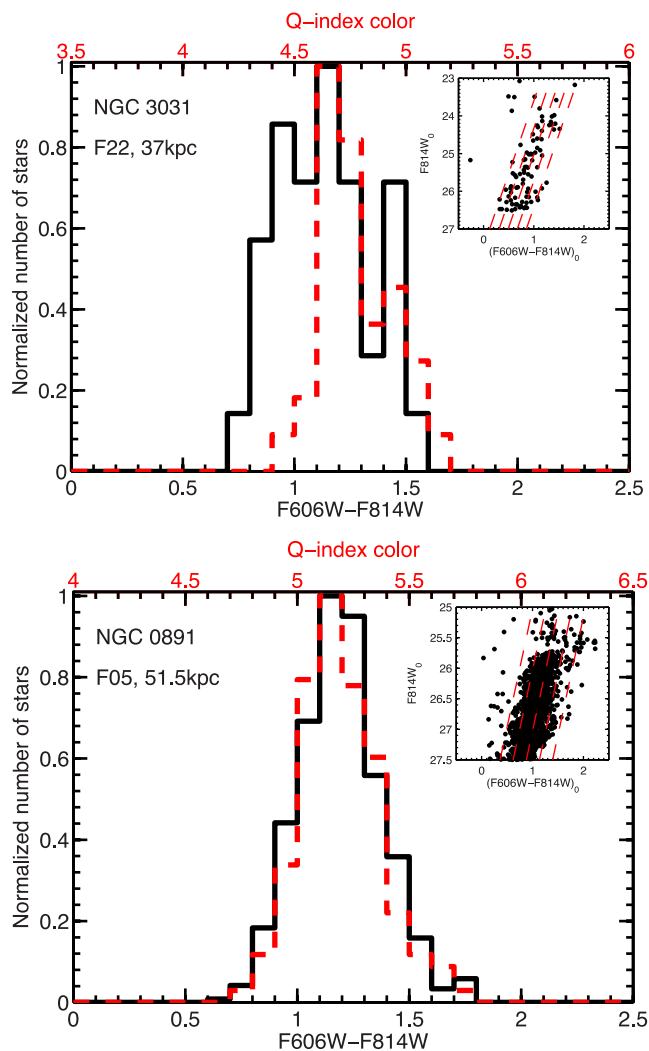 Q−index color
3.5 4 4.5 5 5.5 6
1
NGC 3031
F22, 37kpc
0.8
0.6
0.4
0.2
0
Normalized number of stars
23
24
25
26
27
F814W0
0 1 2
(F606W−F814W)0
0 0.5 1 1.5 2 2.5
F606W−F814W
Q−index color
4 4.5 5 5.5 6 6.5
1
NGC 0891
F05, 51.5kpc
0.8
0.6
0.4
0.2
0
Normalized number of stars
25
25.5
26
26.5
27
27.5
F814W0
0 1 2
(F606W−F814W)0
0 0.5 1 1.5 2 2.5
F606W−F814W